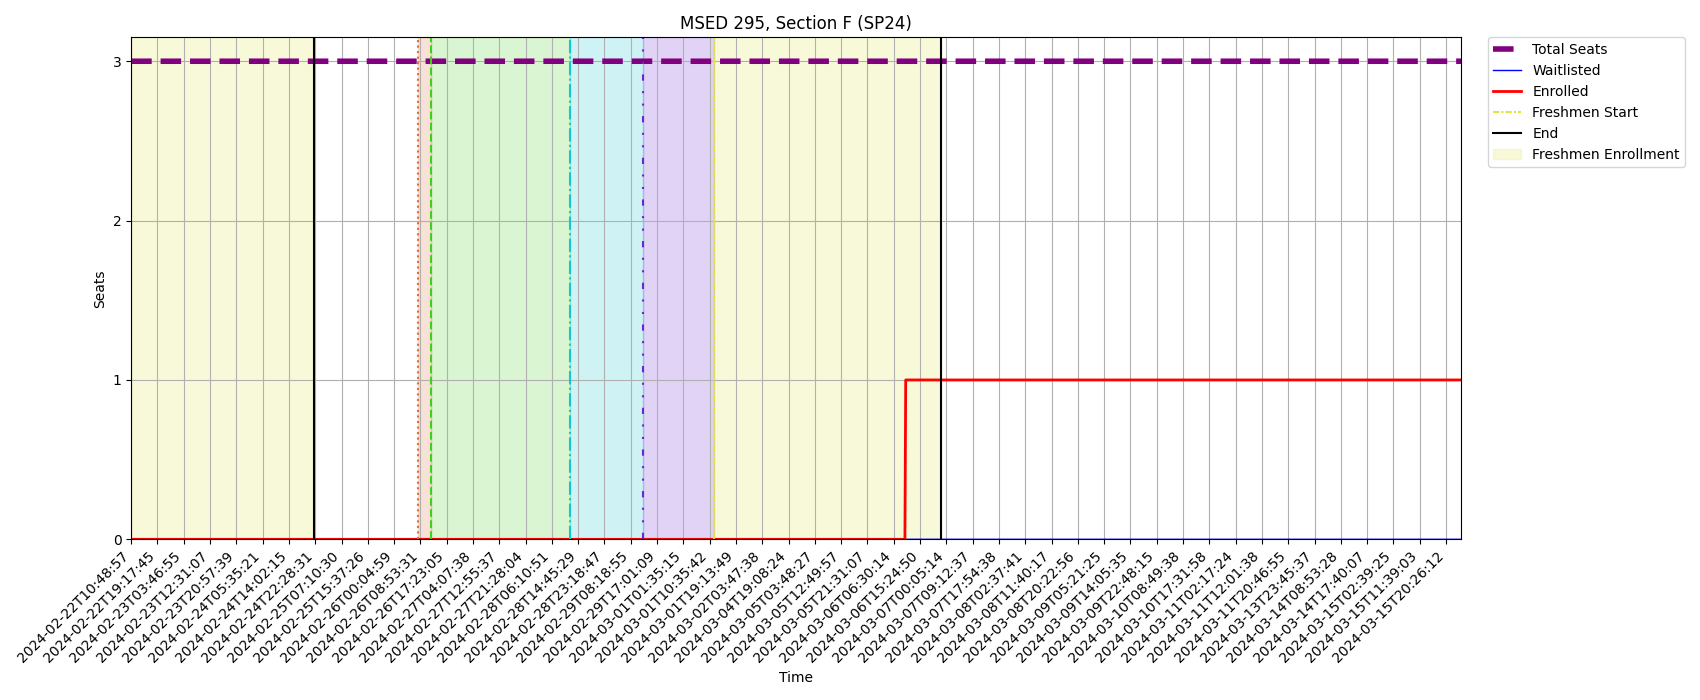 MSED 295, Section F (SP24)
Total Seats
Waitlisted
Enrolled
Freshmen Start
End
Freshmen Enrollment
Seats
3
2
1
0
2024-02-22T10:48:57
2024-02-22T19:17:45
2024-02-23T03:46:55
2024-02-23T12:31:07
2024-02-23T20:57:39
2024-02-24T05:35:21
2024-02-24T14:02:15
2024-02-24T22:28:31
2024-02-25T07:10:30
2024-02-25T15:37:26
2024-02-26T00:04:59
2024-02-26T08:53:31
2024-02-26T17:23:05
2024-02-27T04:07:38
2024-02-27T12:55:37
2024-02-27T21:28:04
2024-02-28T06:10:51
2024-02-28T14:45:29
2024-02-28T23:18:47
2024-02-29T08:18:55
2024-02-29T17:01:09
2024-03-01T01:35:15
2024-03-01T10:35:42
2024-03-01T19:13:49
2024-03-02T03:47:38
2024-03-04T19:08:24
2024-03-05T03:48:27
2024-03-05T12:49:57
2024-03-05T21:31:07
2024-03-06T06:30:14
2024-03-06T15:24:50
2024-03-07T00:05:14
2024-03-07T09:12:37
2024-03-07T17:54:38
2024-03-08T02:37:41
2024-03-08T11:40:17
2024-03-08T20:22:56
2024-03-09T05:21:25
2024-03-09T14:05:35
2024-03-09T22:48:15
2024-03-10T08:49:38
2024-03-10T17:31:58
2024-03-11T02:17:24
2024-03-11T12:01:38
2024-03-11T20:46:55
2024-03-13T23:45:37
2024-03-14T08:53:28
2024-03-14T17:40:07
2024-03-15T02:39:25
2024-03-15T11:39:03
2024-03-15T20:26:12
Time